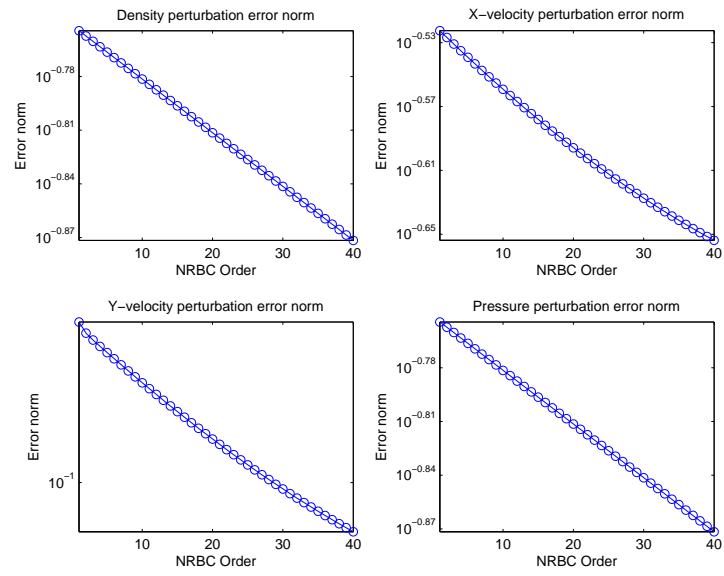 Density perturbation error norm
10^−0.78
10^−0.81
10^−0.84
10^−0.87
Error norm
10 20 30 40
NRBC Order
X−velocity perturbation error norm
10^−0.53
10^−0.57
10^−0.61
10^−0.65
Error norm
10 20 30 40
NRBC Order
Y−velocity perturbation error norm
10^−1
Error norm
10 20 30 40
NRBC Order
Pressure perturbation error norm
10^−0.78
10^−0.81
10^−0.84
10^−0.87
Error norm
10 20 30 40
NRBC Order